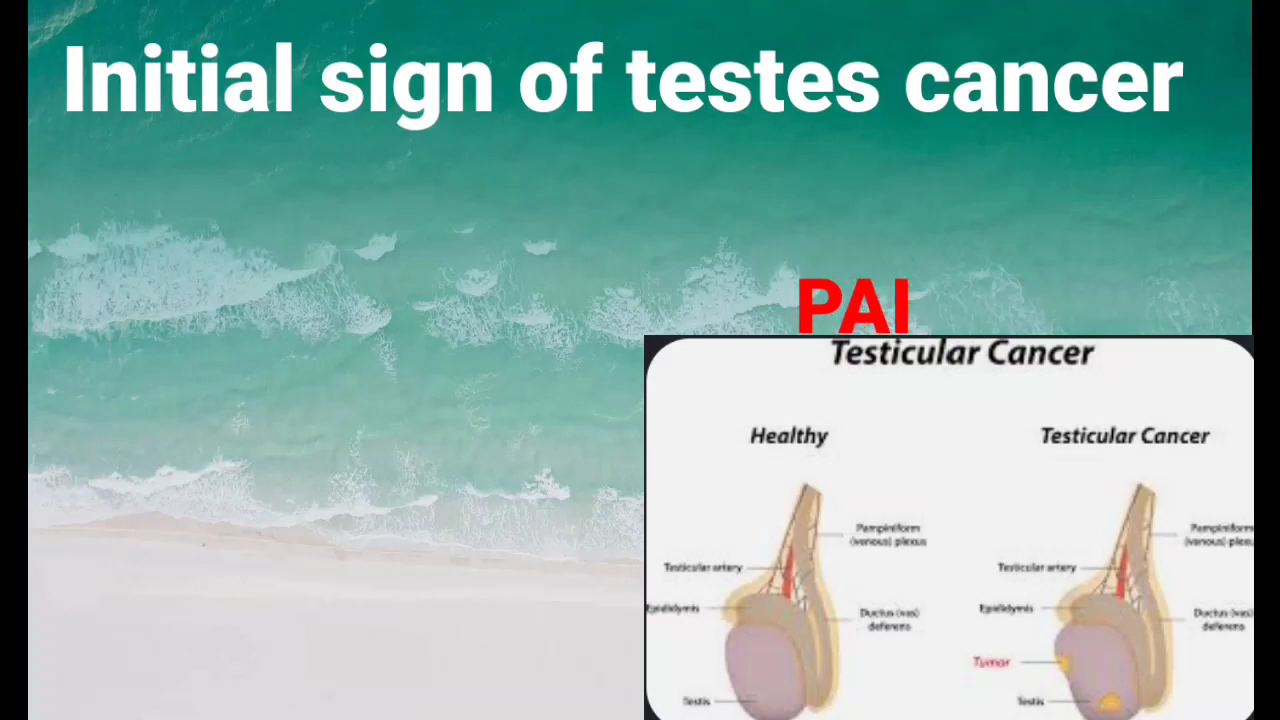 Initial sign of testes cancer
PAI
Testicular Cancer
Healthy
Testicular Cancer
Pampiniform
(venous) plexus
Testicular artery
Epididymis
Ductus (vas)
deferens
Testis
Pampiniform
(venous) plexu
Testicular artery
Epididymis
Ductus (vas)
deferens
Tumor
Testis